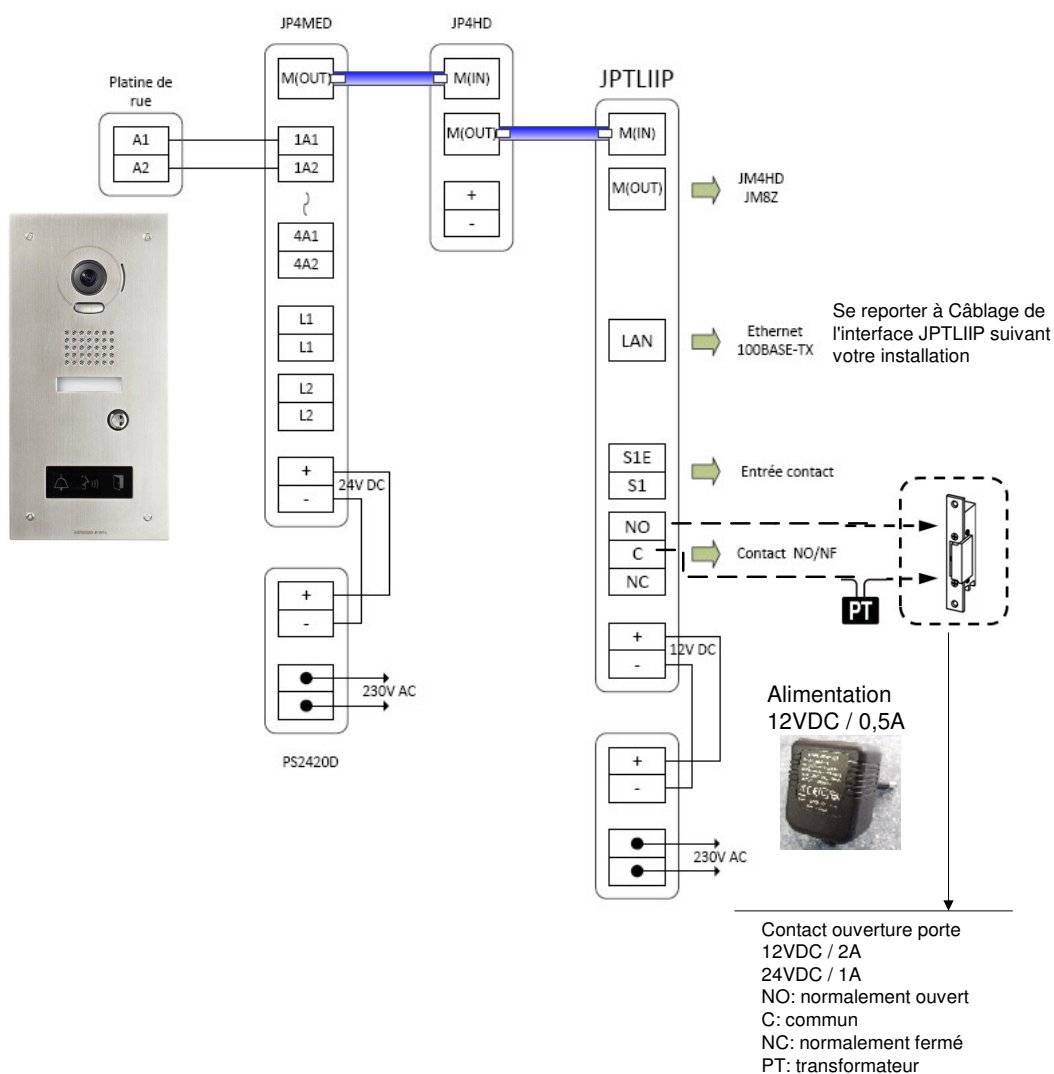 JP4MED
JP4HD
JPTLIIP
Platine de
rue
A1
A2
M(OUT)
1A1
1A2
4A1
4A2
L1
L1
L2
L2
+
-
24V DC
+
-
230V AC
PS2420D
M(IN)
M(OUT)
+
-
M(IN)
M(OUT)
JM4HD
JM8Z
LAN
Ethernet
100BASE-TX
Se reporter à Câblage de
l'interface JPTLIIP suivant
votre installation
S1E
S1
Entrée contact
NO
C
NC
Contact NO/NF
PT
+
-
12V DC
+
-
230V AC
Alimentation
12VDC / 0,5A
Contact ouverture porte
12VDC / 2A
24VDC / 1A
NO: normalement ouvert
C: commun
NC: normalement fermé
PT: transformateur